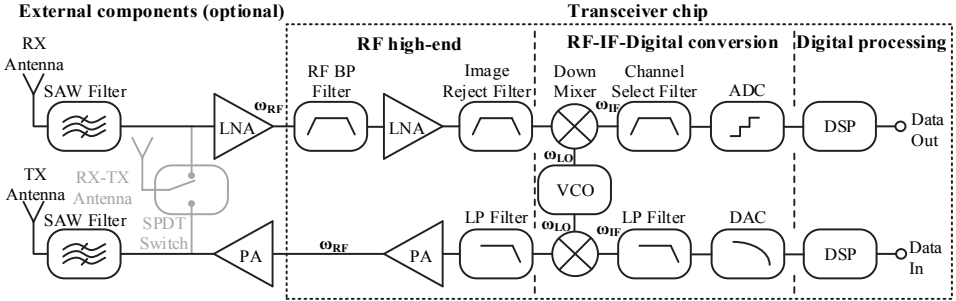 External components (optional)
Transceiver chip
RF high-end
RF-IF-Digital conversion
Digital processing
RX
Antenna
SAW Filter
LNA
ωRF
RF BP
Filter
LNA
Image
Reject Filter
Down
Mixer
ωIF
Channel
Select Filter
ADC
DSP
Data
Out
ωLO
VCO
RX-TX
Antenna
SPDT
Switch
TX
Antenna
SAW Filter
PA
ωRF
PA
LP Filter
ωLO
ωIF
LP Filter
DAC
DSP
Data
In